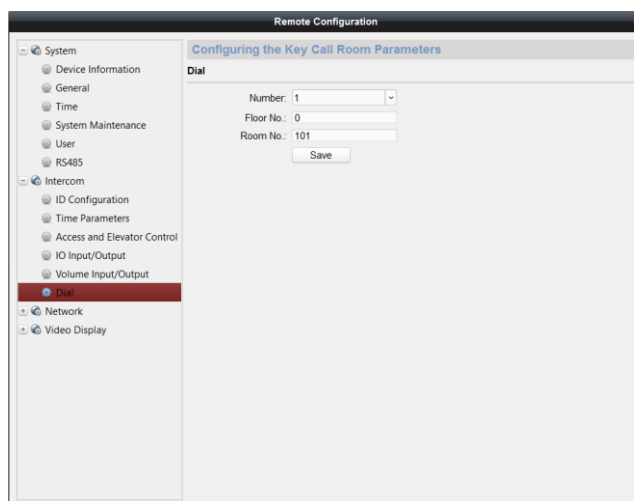 Remote Configuration
System
Device Information
General
Time
System Maintenance
User
RS485
Intercom
ID Configuration
Time Parameters
Access and Elevator Control
IO Input/Output
Volume Input/Output
Dial
Network
Video Display
Configuring the Key Call Room Parameters
Dial
Number: 1
Floor No.: 0
Room No.: 101
Save